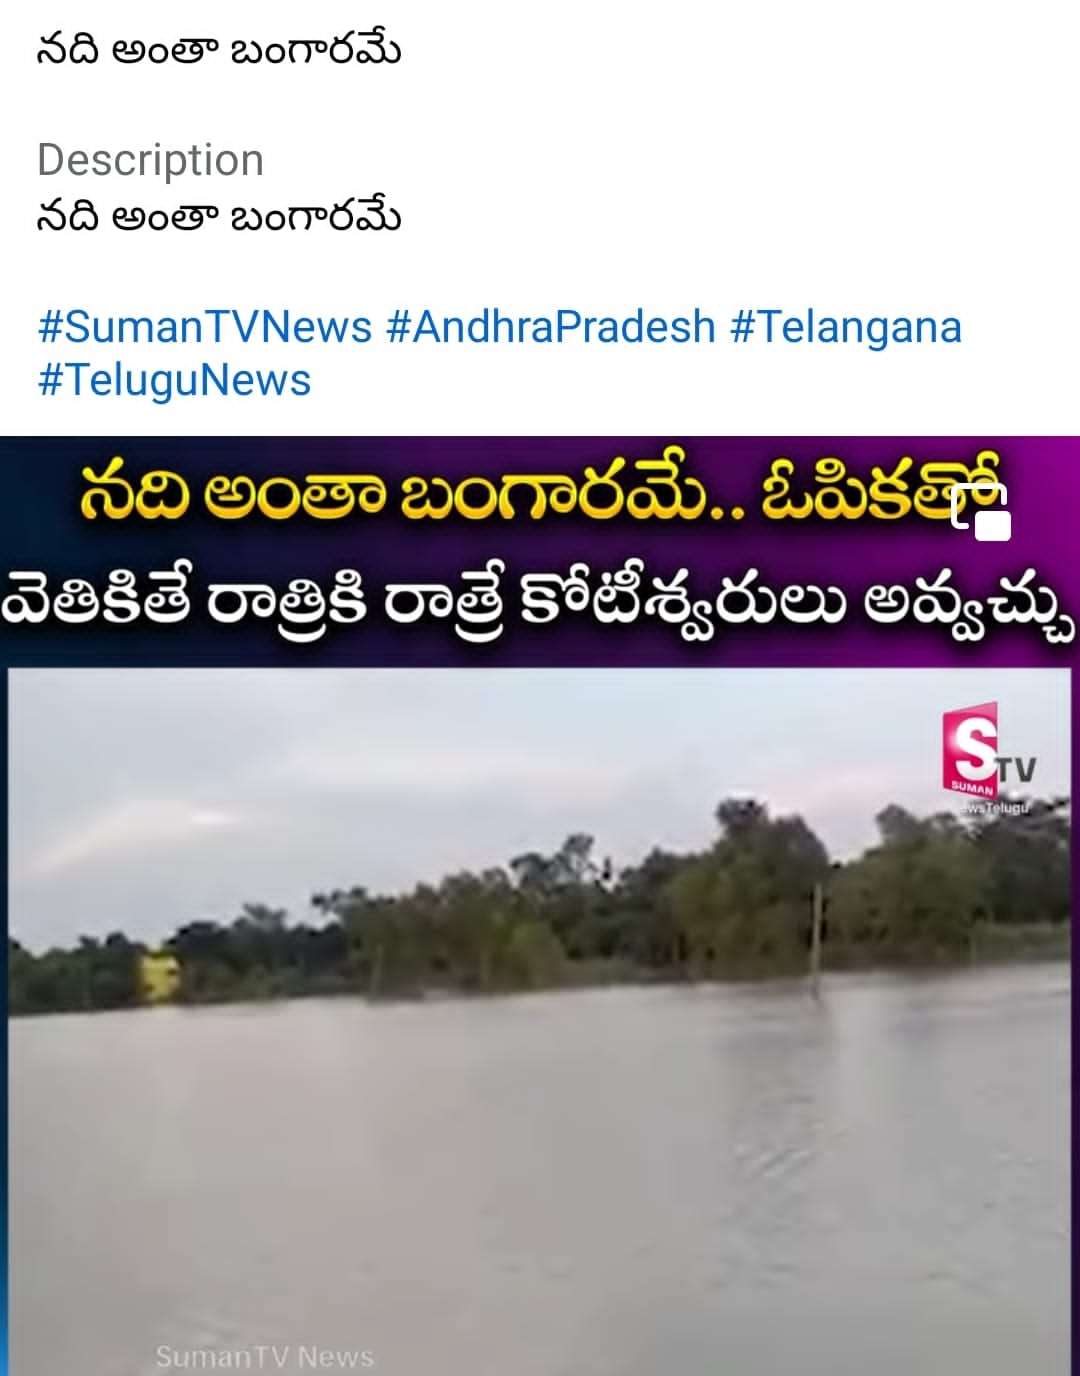 నది అంతా బంగారమే
Description
నది అంతా బంగారమే
#SumanTVNews #AndhraPradesh #Telangana
#TeluguNews
నది అంతా బంగారమే.. ఓపికతో
వెతికితే రాత్రికి రాత్రే కోటీశ్వరులు అవ్వచ్చు
S TV
SUMAN
wsTelugu
SumanTV News